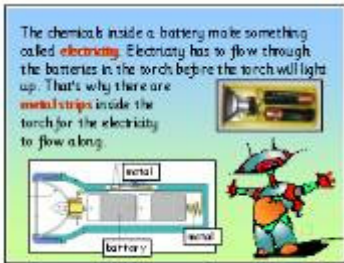 The chemicals inside a battery make something
called electricity. Electricity has to flow through
the batteries in the torch before the torch will light
up. That's why there are
metal strips inside the
torch for the electricity
to flow along.
metal
battery
metal